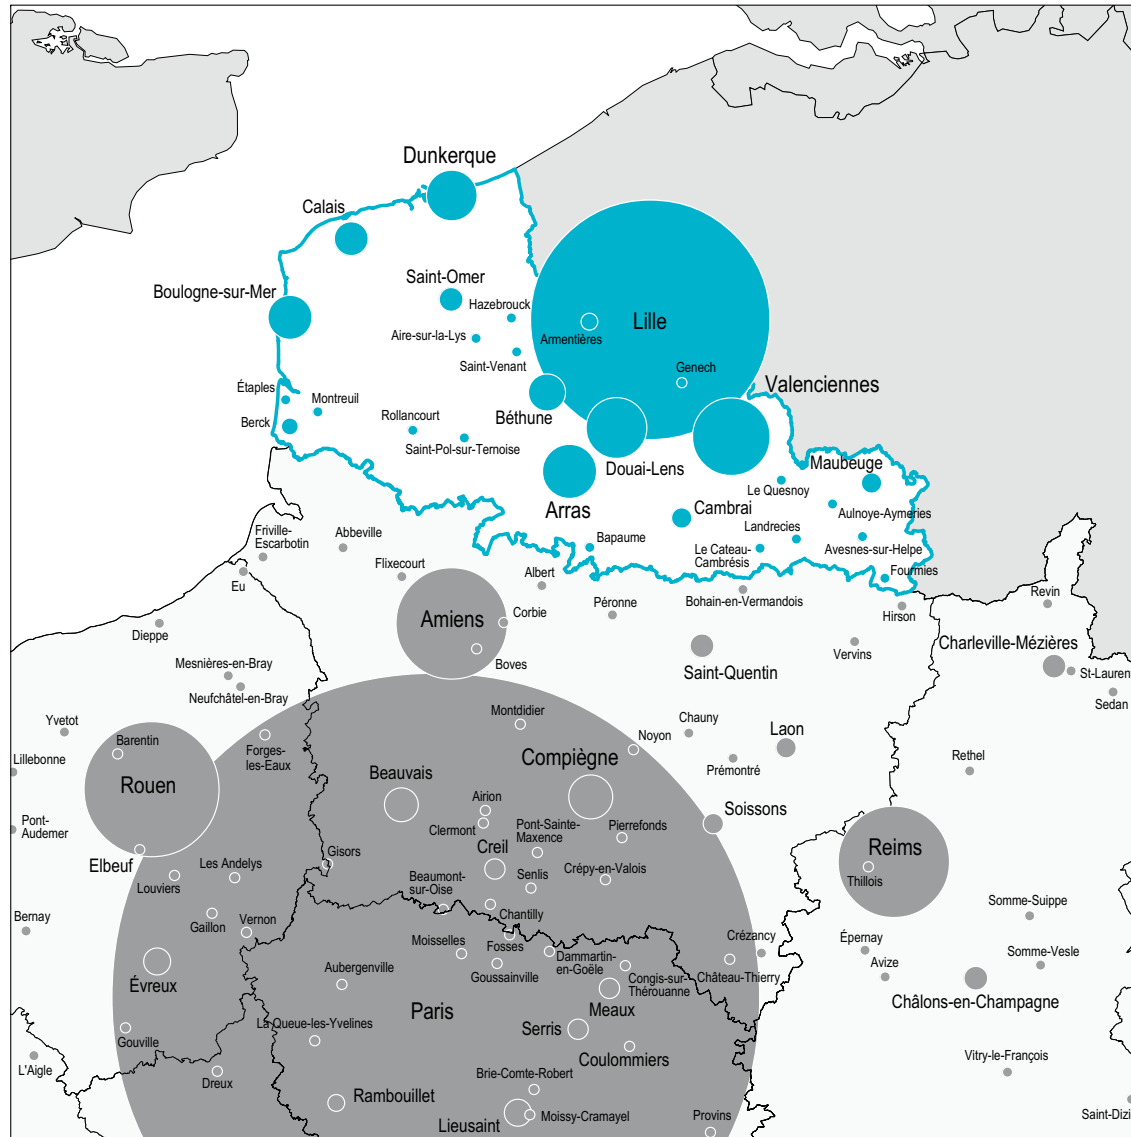 Dunkerque
Calais
Saint-Omer
Boulogne-sur-Mer
Hazebrouck
Lille
Aire-sur-la-Lys
Armentières
Saint-Venant
Genech
Valenciennes
Étaples
Montreuil
Berck
Rollancourt
Béthune
Saint-Pol-sur-Ternoise
Douai-Lens
Maubeuge
Le Quesnoy
Arras
Cambrai
Aulnoye-Aymeries
Landrecies
Bapaume
Le Cateau-
Cambrésis
Avesnes-sur-Helpe
Fourmies
Friville-
Escarbotin
Abbeville
Flixecourt
Albert
Eu
Péronne
Bohain-en-Vermandois
Revin
Hirson
Amiens
Corbie
Dieppe
Boves
Vervins
Charleville-Mézières
Saint-Quentin
St-Lauren
Sedan
Mesnières-en-Bray
Neufchâtel-en-Bray
Yvetot
Montdidier
Chauny
Laon
Barentin
Forges-
les-Eaux
Noyon
Lillebonne
Prémontré
Rethel
Rouen
Beauvais
Compiègne
Airion
Soissons
Pont-
Audemer
Clermont
Pont-Sainte-
Maxence
Pierrefonds
Reims
Elbeuf
Les Andelys
Gisors
Creil
Crépy-en-Valois
Thillois
Louviers
Beaumont-
sur-Oise
Senlis
Somme-Suippe
Bernay
Gaillon
Vernon
Chantilly
Moisselles
Fosses
Crézancy
Épernay
Somme-Vesle
Dammartin-
en-Goële
Goussainville
Aubergenville
Avize
Évreux
Congis-sur-
Thérouanne
Château-Thierry
Châlons-en-Champagne
Paris
Meaux
La Queue-les-Yvelines
Serris
Gouville
Coulommiers
Vitry-le-François
L'Aigle
Dreux
Brie-Comte-Robert
Rambouillet
Lieusaint
Moissy-Cramayel
Provins
Saint-Dizi